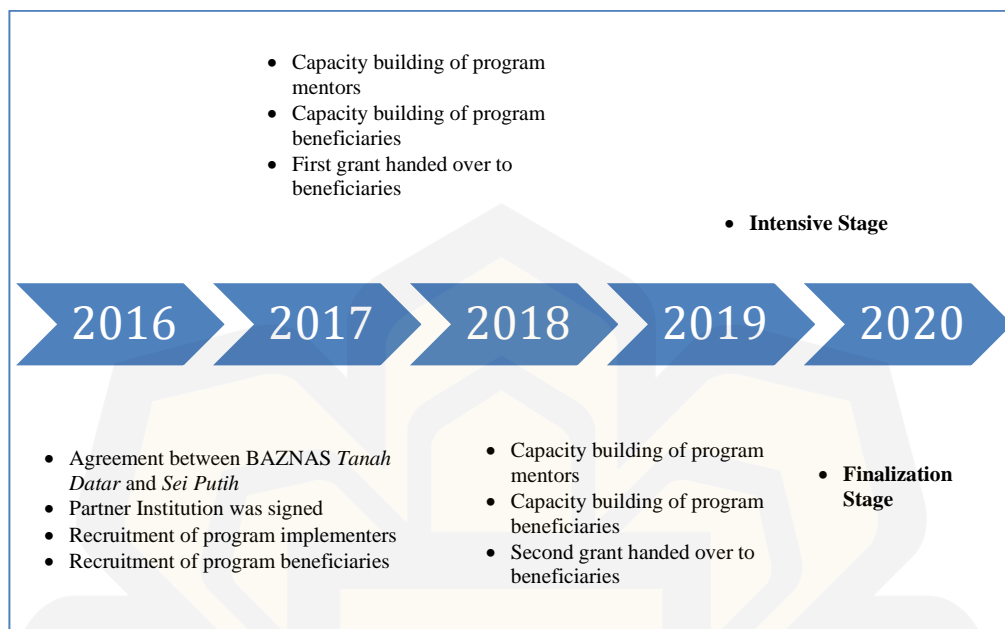 • Capacity building of program
mentors
• Capacity building of program
beneficiaries
• First grant handed over to
beneficiaries
• Intensive Stage
2016
2017
2018
2019
2020
• Agreement between BAZNAS Tanah
Datar and Sei Putih
• Partner Institution was signed
• Recruitment of program implementers
• Recruitment of program beneficiaries
• Capacity building of program
mentors
• Capacity building of program
beneficiaries
• Second grant handed over to
beneficiaries
• Finalization
Stage